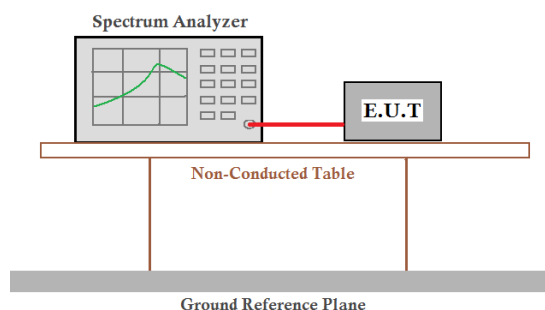 Spectrum Analyzer
E.U.T
Non-Conducted Table
Ground Reference Plane